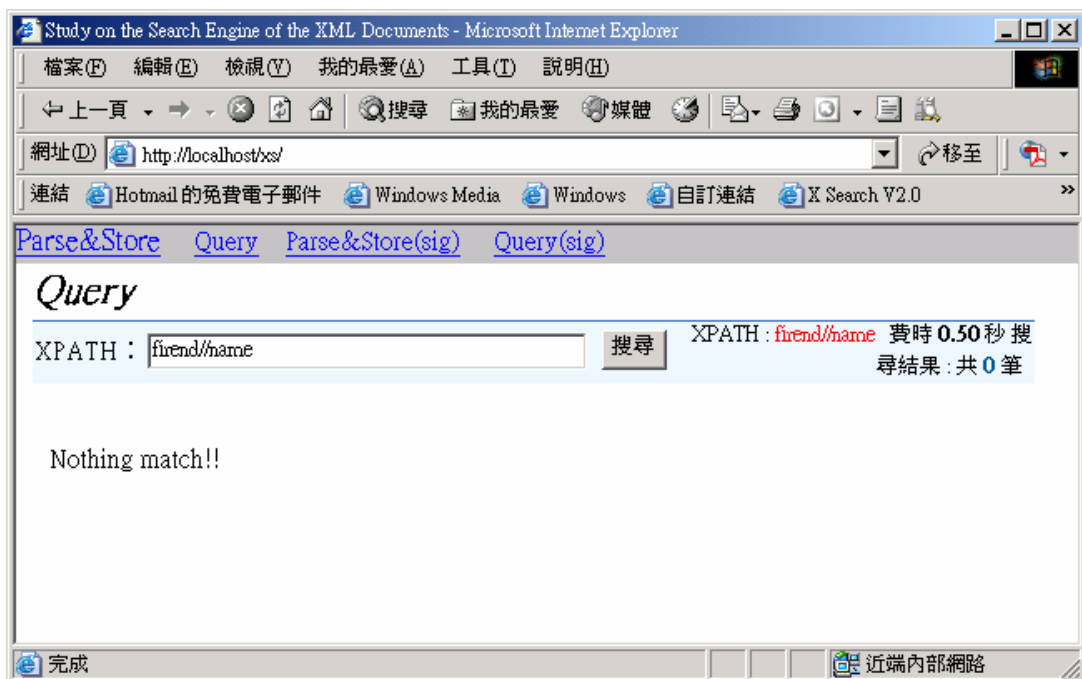 Study on the Search Engine of the XML Documents - Microsoft Internet Explorer
檔案(F) 編輯(E) 檢視(V) 我的最愛(A) 工具(T) 說明(H)
上一頁 搜尋 我的最愛 媒體
網址(D) http://localhost/xs/ 移至
連結 Hotmail 的免費電子郵件 Windows Media Windows 自訂連結 X Search V2.0 »
Parse&Store Query Parse&Store(sig) Query(sig)
Query
XPATH： firend//name 搜尋 XPATH : firend//name 費時 0.50 秒 搜
尋結果 : 共 0 筆
Nothing match!!
完成 近端內部網路